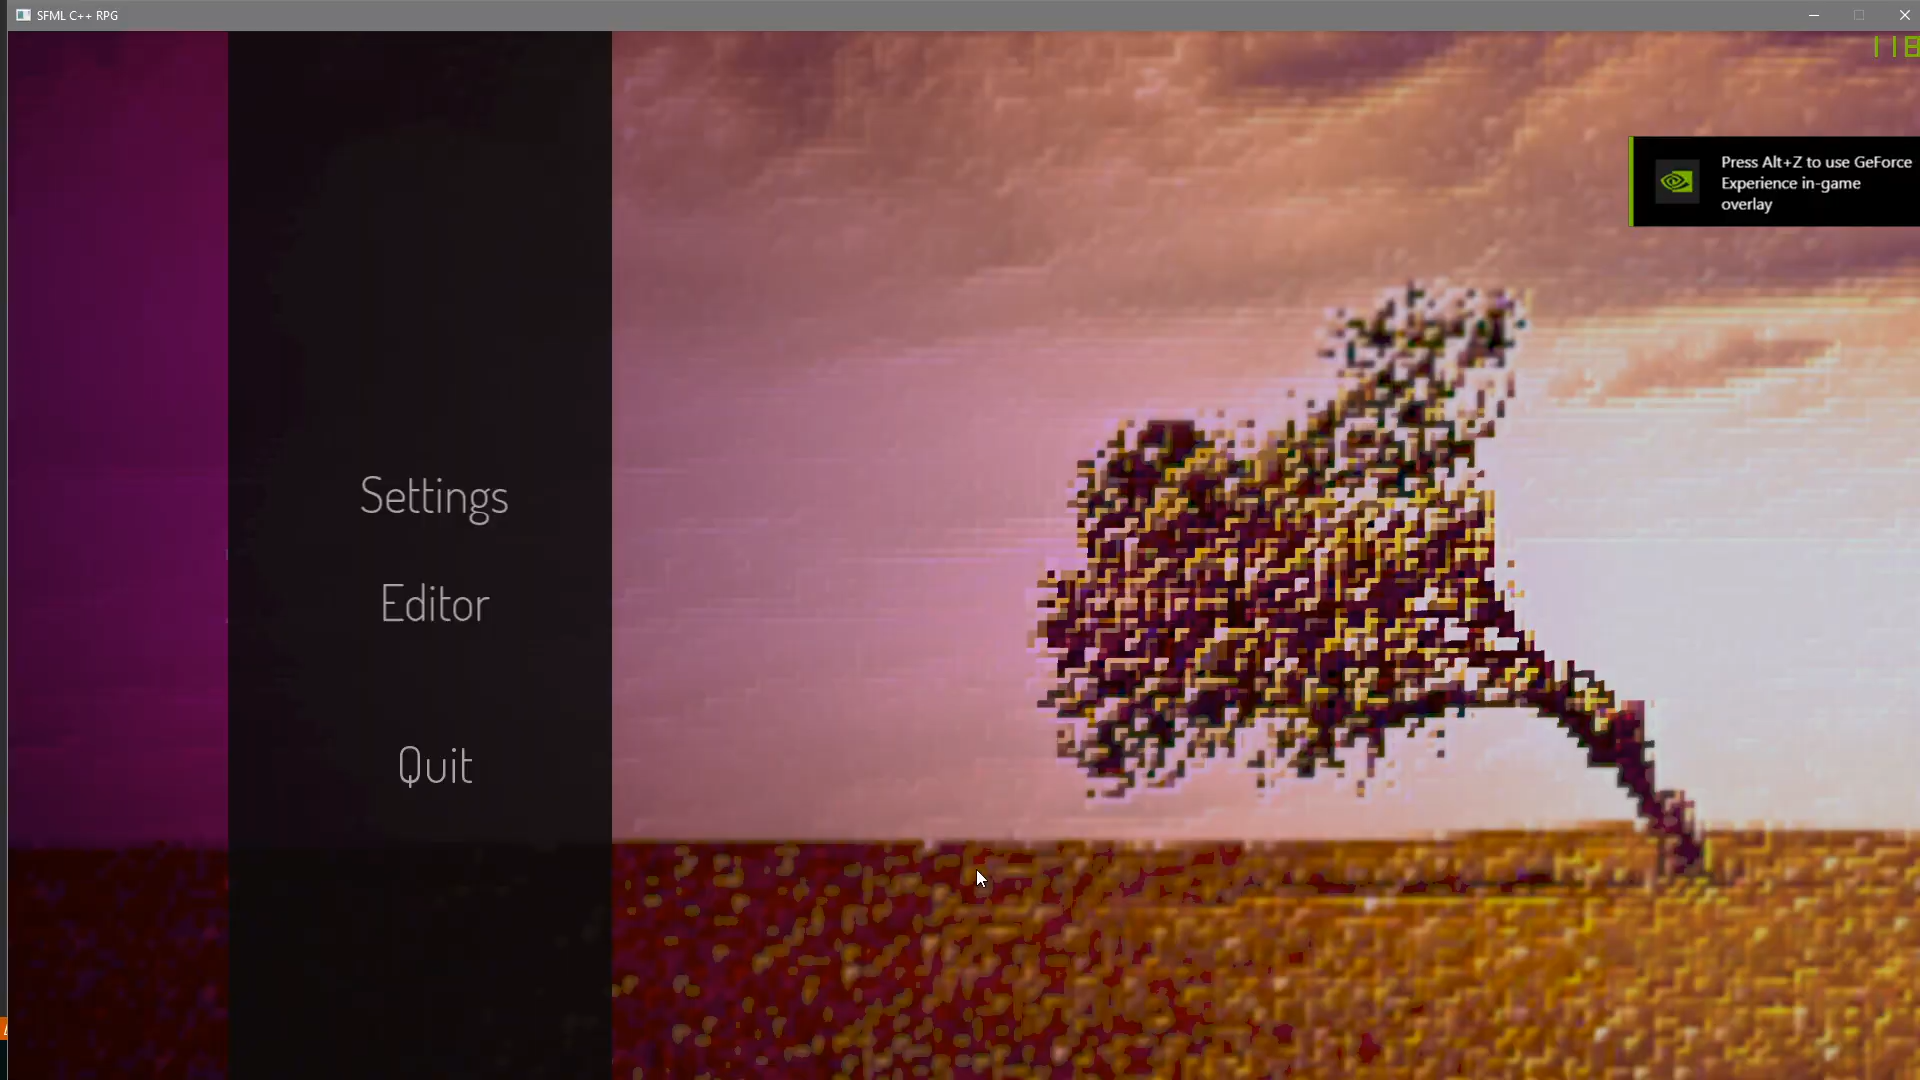 SFML C++ RPG
Press Alt+Z to use GeForce
Experience in-game
overlay
Settings
Editor
Quit